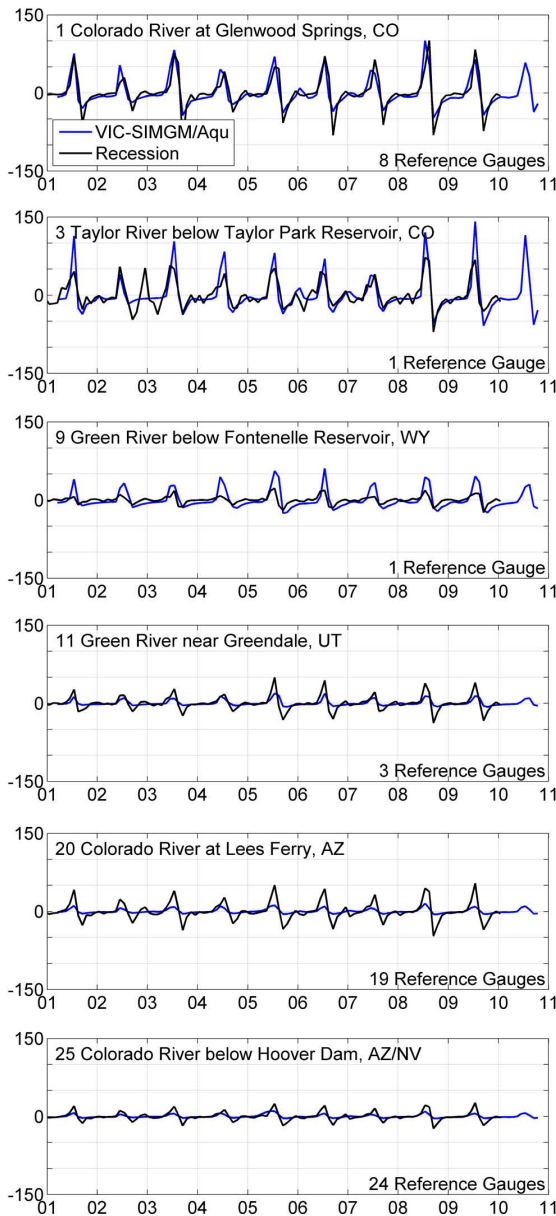 150
1 Colorado River at Glenwood Springs, CO
0
VIC-SIMGM/Aqu
Recession
8 Reference Gauges
-150
01 02 03 04 05 06 07 08 09 10 11
150
3 Taylor River below Taylor Park Reservoir, CO
0
1 Reference Gauge
-150
01 02 03 04 05 06 07 08 09 10 11
150
9 Green River below Fontenelle Reservoir, WY
0
1 Reference Gauge
-150
01 02 03 04 05 06 07 08 09 10 11
150
11 Green River near Greendale, UT
0
3 Reference Gauges
-150
01 02 03 04 05 06 07 08 09 10 11
150
20 Colorado River at Lees Ferry, AZ
0
19 Reference Gauges
-150
01 02 03 04 05 06 07 08 09 10 11
150
25 Colorado River below Hoover Dam, AZ/NV
0
24 Reference Gauges
-150
01 02 03 04 05 06 07 08 09 10 11